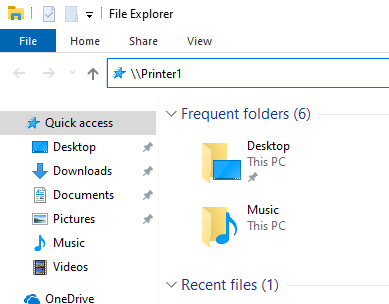 File Explorer
File Home Share View
\\Printer1
Quick access
Desktop
Downloads
Documents
Pictures
Music
Videos
OneDrive
Frequent folders (6)
Desktop
This PC
Music
This PC
Recent files (1)